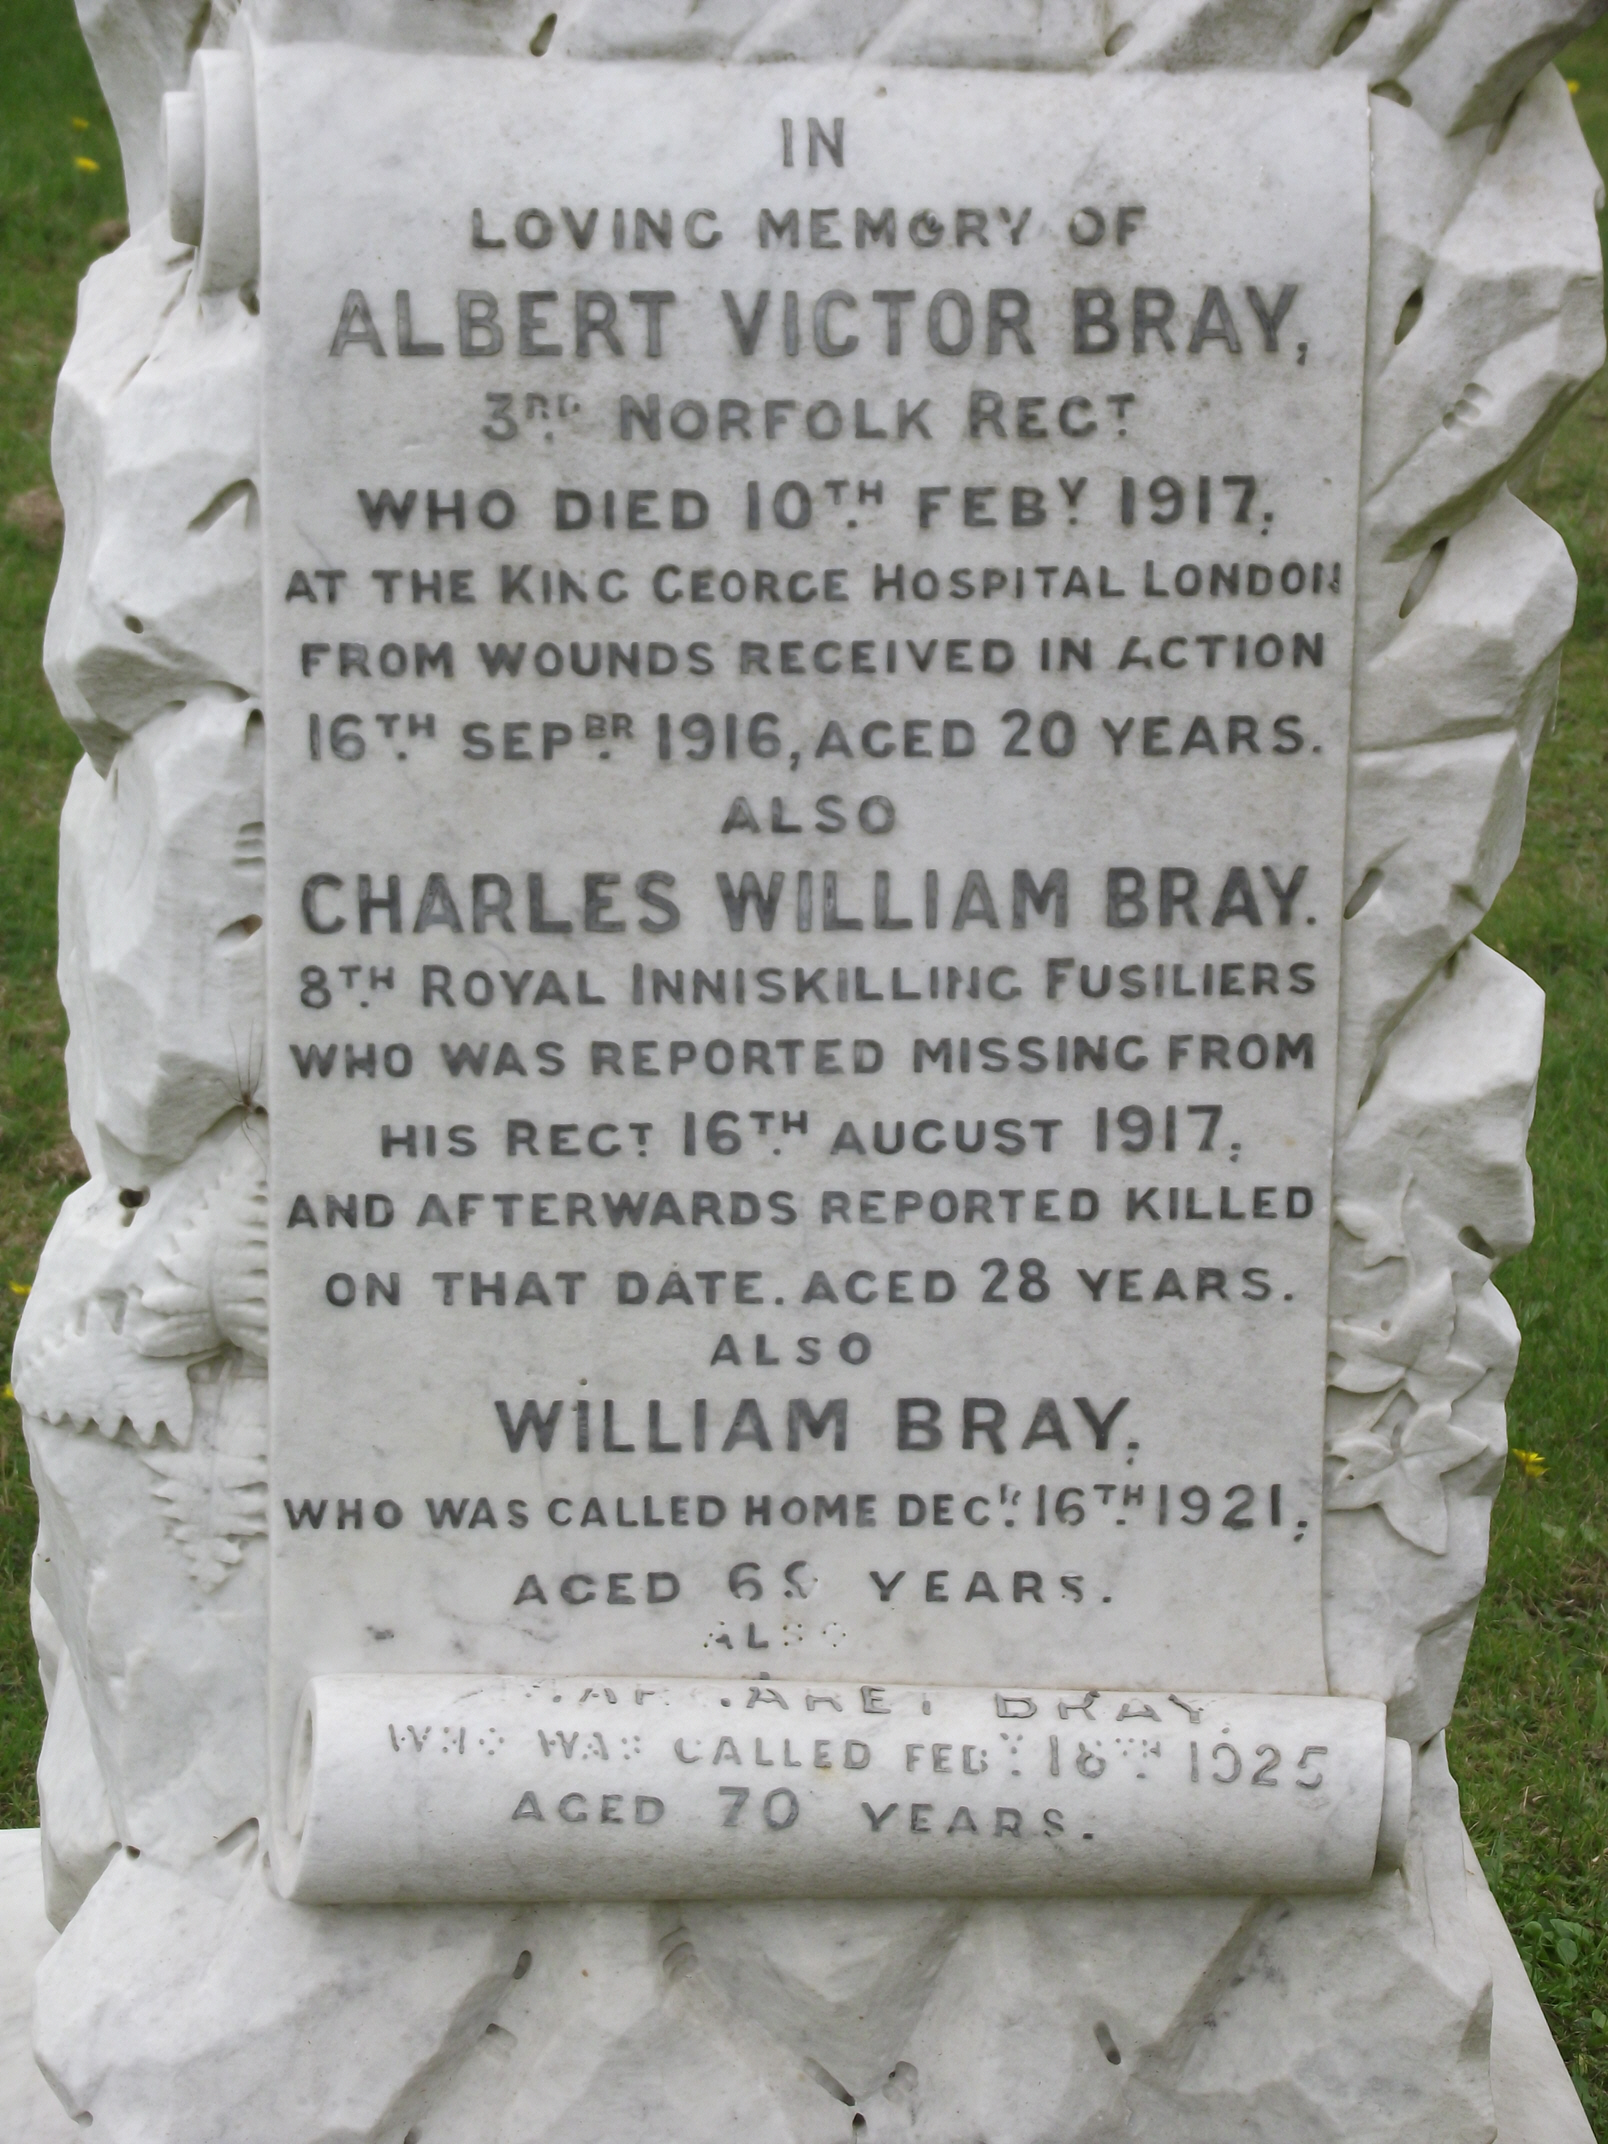 IN
LOVING MEMORY OF
ALBERT VICTOR BRAY,
3RD NORFOLK REGT
WHO DIED 10TH FEBY 1917,
AT THE KING GEORGE HOSPITAL LONDON
FROM WOUNDS RECEIVED IN ACTION
16TH SEPBR 1916, AGED 20 YEARS.
ALSO
CHARLES WILLIAM BRAY.
8TH ROYAL INNISKILLING FUSILIERS
WHO WAS REPORTED MISSING FROM
HIS REGT 16TH AUGUST 1917,
AND AFTERWARDS REPORTED KILLED
ON THAT DATE. AGED 28 YEARS.
ALSO
WILLIAM BRAY,
WHO WAS CALLED HOME DECR 16TH 1921,
AGED YEARS.
ALSO
MARGARET BRAY,
WHO WAS CALLED FEBY 18TH 1925
AGED 70 YEARS.